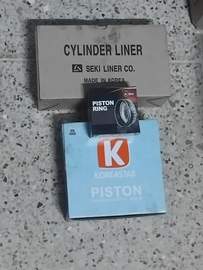 CYLINDER LINER
SEKI LINER CO.
MADE IN KOREA
PISTON
RING
K
KOREASTAR
PISTON